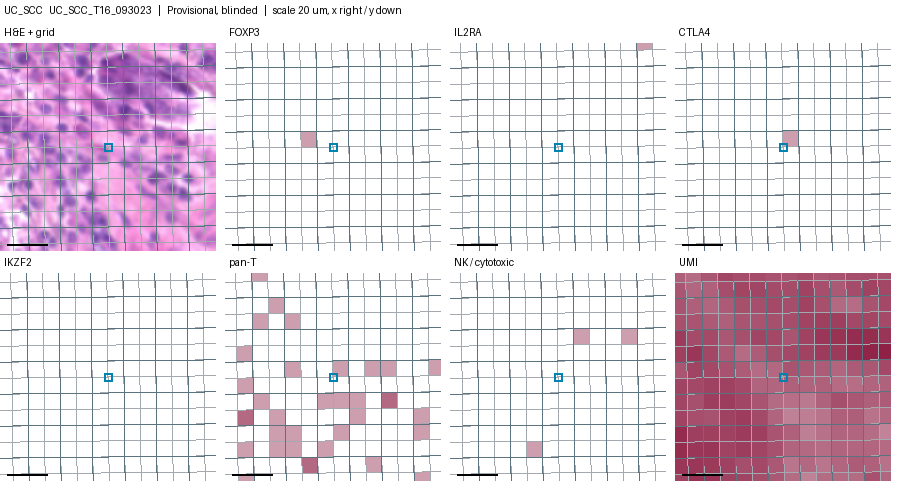 UC_SCC UC_SCC_T16_093023 | Provisional, blinded | scale 20 um, x right / y down
H&E + grid
FOXP3
IL2RA
CTLA4
IKZF2
pan-T
NK / cytotoxic
UMI